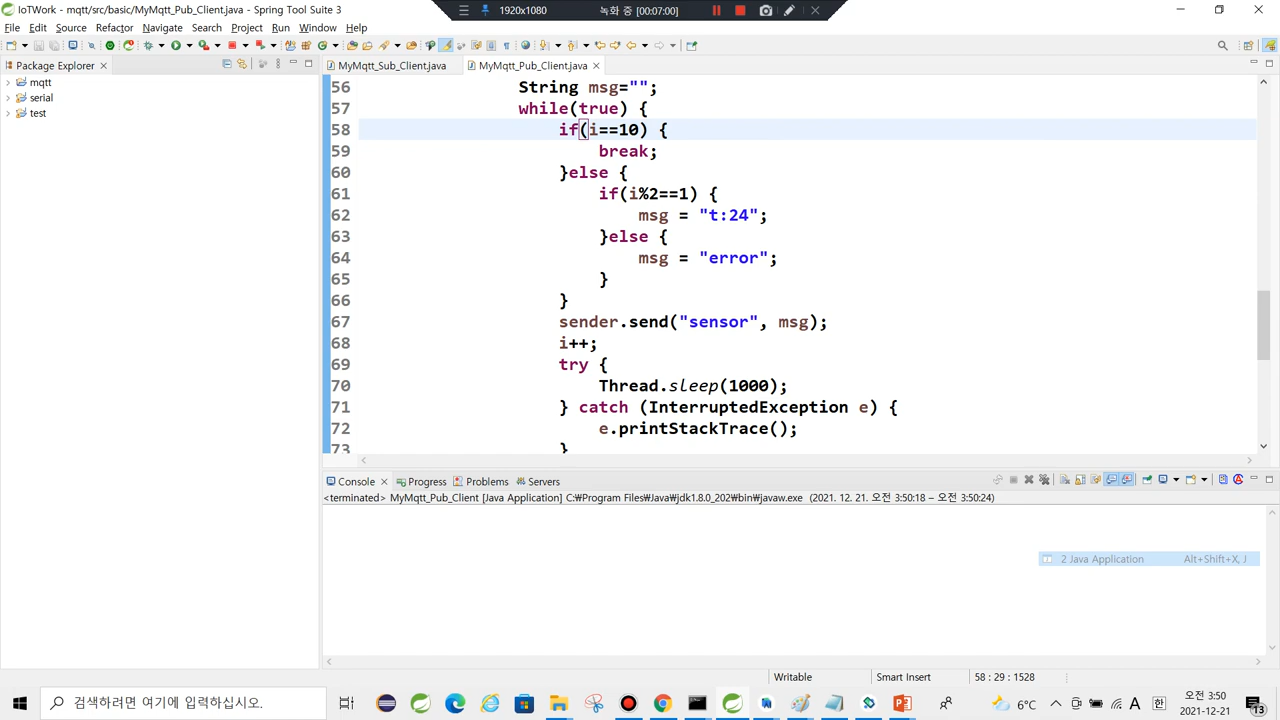 IoTWork - mqtt/src/basic/MyMqtt_Pub_Client.java - Spring Tool Suite 3
1920x1080
녹화 중 [00:07:00]
File Edit Source Refactor Navigate Search Project Run Window Help
Package Explorer
mqtt
serial
test
MyMqtt_Sub_Client.java
MyMqtt_Pub_Client.java
56 String msg="";
57 while(true) {
58 if(i==10) {
59 break;
60 }else {
61 if(i%2==1) {
62 msg = "t:24";
63 }else {
64 msg = "error";
65 }
66 }
67 sender.send("sensor", msg);
68 i++;
69 try {
70 Thread.sleep(1000);
71 } catch (InterruptedException e) {
72 e.printStackTrace();
73 }
Console Progress Problems Servers
<terminated> MyMqtt_Pub_Client [Java Application] C:₩Program Files₩Java₩jdk1.8.0_202₩bin₩javaw.exe (2021. 12. 21. 오전 3:50:18 – 오전 3:50:24)
2 Java Application Alt+Shift+X, J
Writable
Smart Insert
58 : 29 : 1528
검색하려면 여기에 입력하십시오.
6°C
A
한
오전 3:50
2021-12-21
13